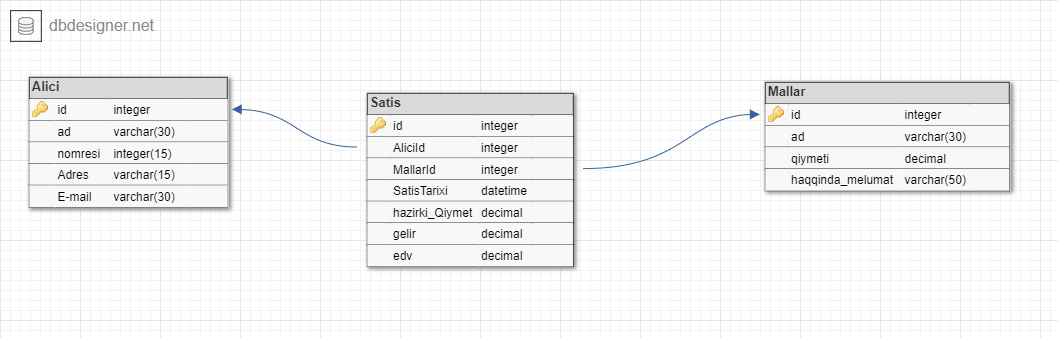 dbdesigner.net
Alici
id integer
ad varchar(30)
nomresi integer(15)
Adres varchar(15)
E-mail varchar(30)
Satis
id integer
AliciId integer
MallarId integer
SatisTarixi datetime
hazirki_Qiymet decimal
gelir decimal
edv decimal
Mallar
id integer
ad varchar(30)
qiymeti decimal
haqqinda_melumat varchar(50)